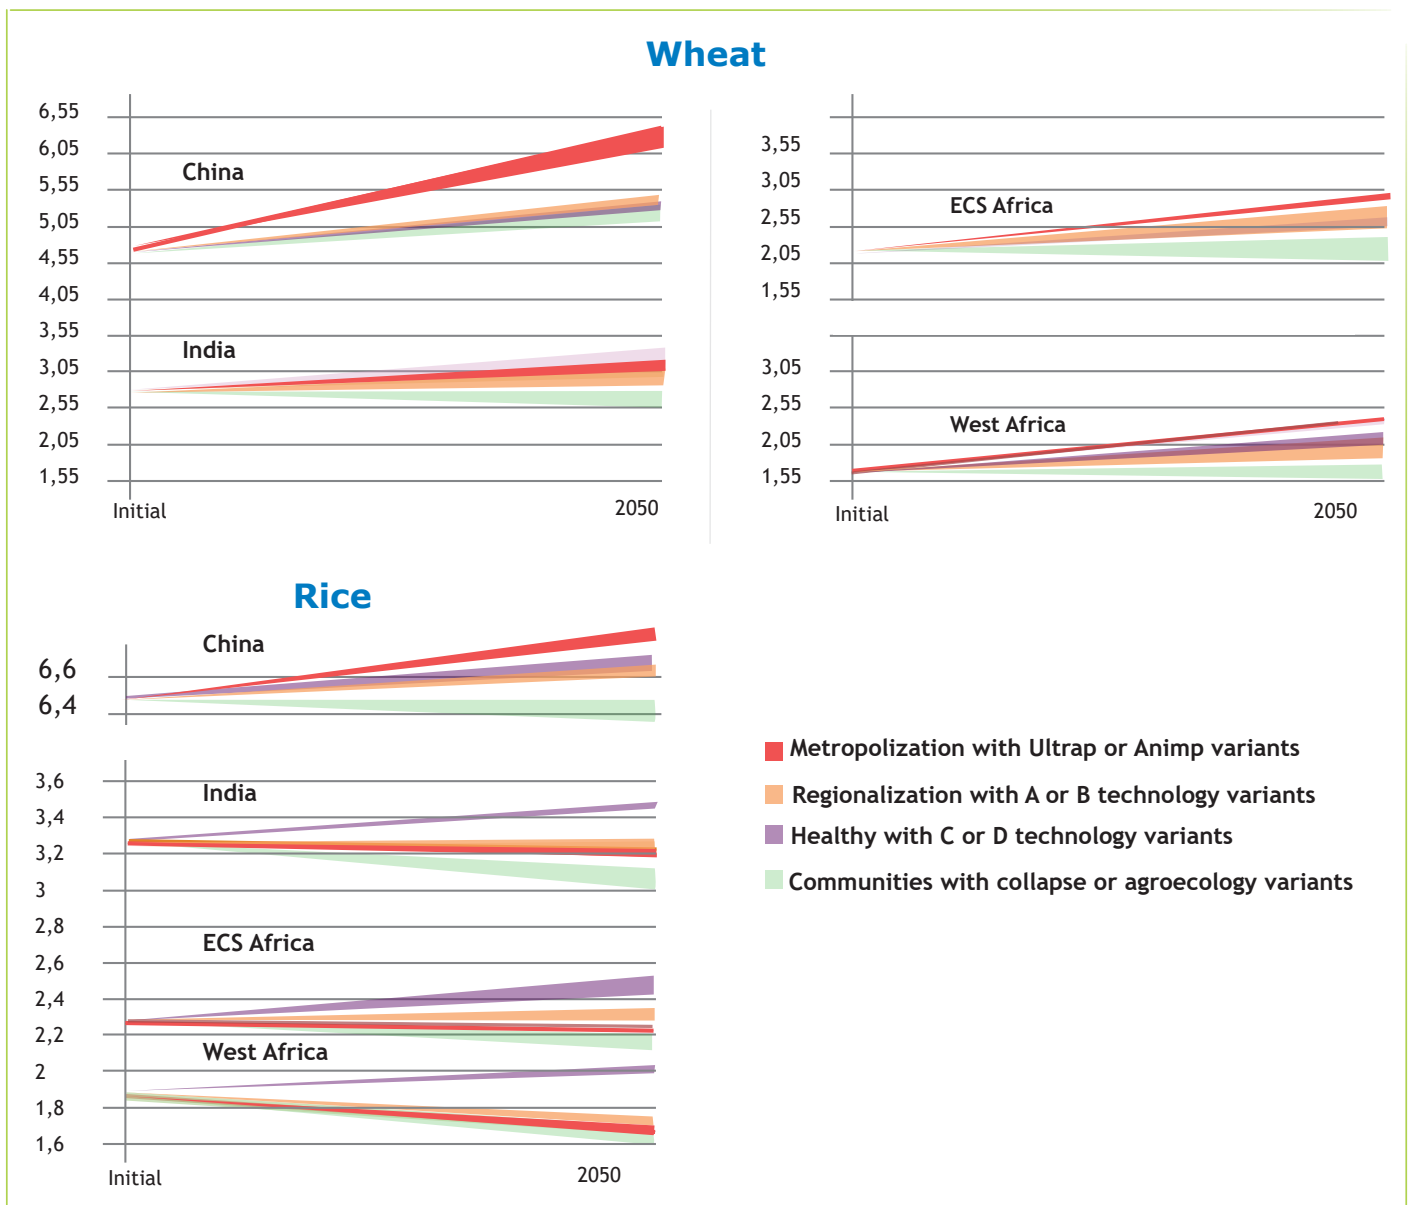 Wheat
6,55
6,05
5,55
5,05
4,55
4,05
3,55
3,05
2,55
2,05
1,55
China
India
Initial
2050
3,55
3,05
2,55
2,05
1,55
ECS Africa
3,05
2,55
2,05
1,55
West Africa
Initial
2050
Rice
China
6,6
6,4
3,6
3,4
3,2
3
2,8
2,6
2,4
2,2
2
1,8
1,6
India
ECS Africa
West Africa
Initial
2050
Metropolization with Ultrap or Animp variants
Regionalization with A or B technology variants
Healthy with C or D technology variants
Communities with collapse or agroecology variants